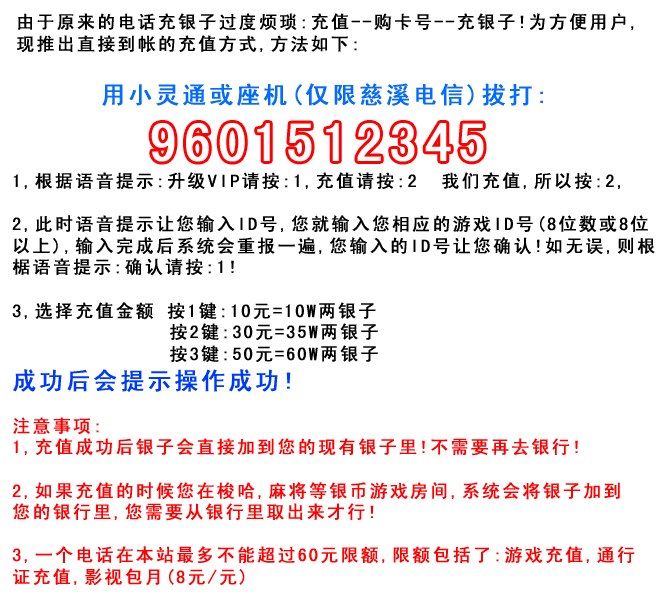 由于原来的电话充银子过度烦琐:充值--购卡号--充银子!为方便用户,
现推出直接到帐的充值方式,方法如下:
用小灵通或座机(仅限慈溪电信)拔打:
9601512345
1,根据语音提示:升级VIP请按:1,充值请按:2  我们充值,所以按:2,
2,此时语音提示让您输入ID号,您就输入您相应的游戏ID号(8位数或8位
以上),输入完成后系统会重报一遍,您输入的ID号让您确认!如无误,则根
据语音提示:确认请按:1!
3,选择充值金额 按1键:10元=10W两银子
按2键:30元=35W两银子
按3键:50元=60W两银子
成功后会提示操作成功!
注意事项:
1,充值成功后银子会直接加到您的现有银子里!不需要再去银行!
2,如果充值的时候您在梭哈,麻将等银币游戏房间,系统会将银子加到
您的银行里,您需要从银行里取出来才行!
3,一个电话在本站最多不能超过60元限额,限额包括了:游戏充值,通行
证充值,影视包月(8元/元)